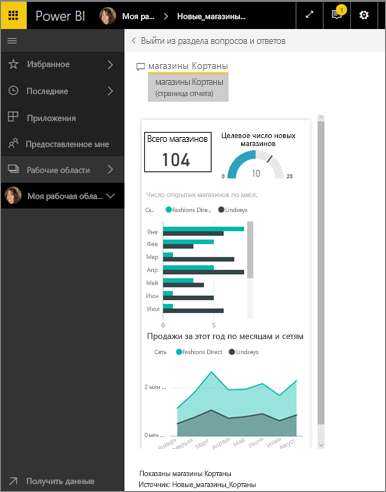 Power BI
Моя ра...
Новые_магазины...
1
Выйти из раздела вопросов и ответов
Избранное
Последние
Приложения
Предоставленное мне
Рабочие области
Моя рабочая обла...
Получить данные
магазины Кортаны
магазины Кортаны
(страница отчета)
Всего магазинов
104
Целевое число новых
магазинов
0
10
20
Число открытых магазинов по меся.
Се..
Fashions Direc...
Lindseys
Янв
Фев
Мар
Апр
Май
Июн
Июл
0
5
Продажи за этот год по месяцам и сетям
Сеть
Fashions Direct
Lindseys
2 млн ...
0 млн ...
Январь
Февраль
Март
Апрель
Май
Июнь
Июль
Август
Показаны магазины Кортаны
Источник: Новые_магазины_Кортаны